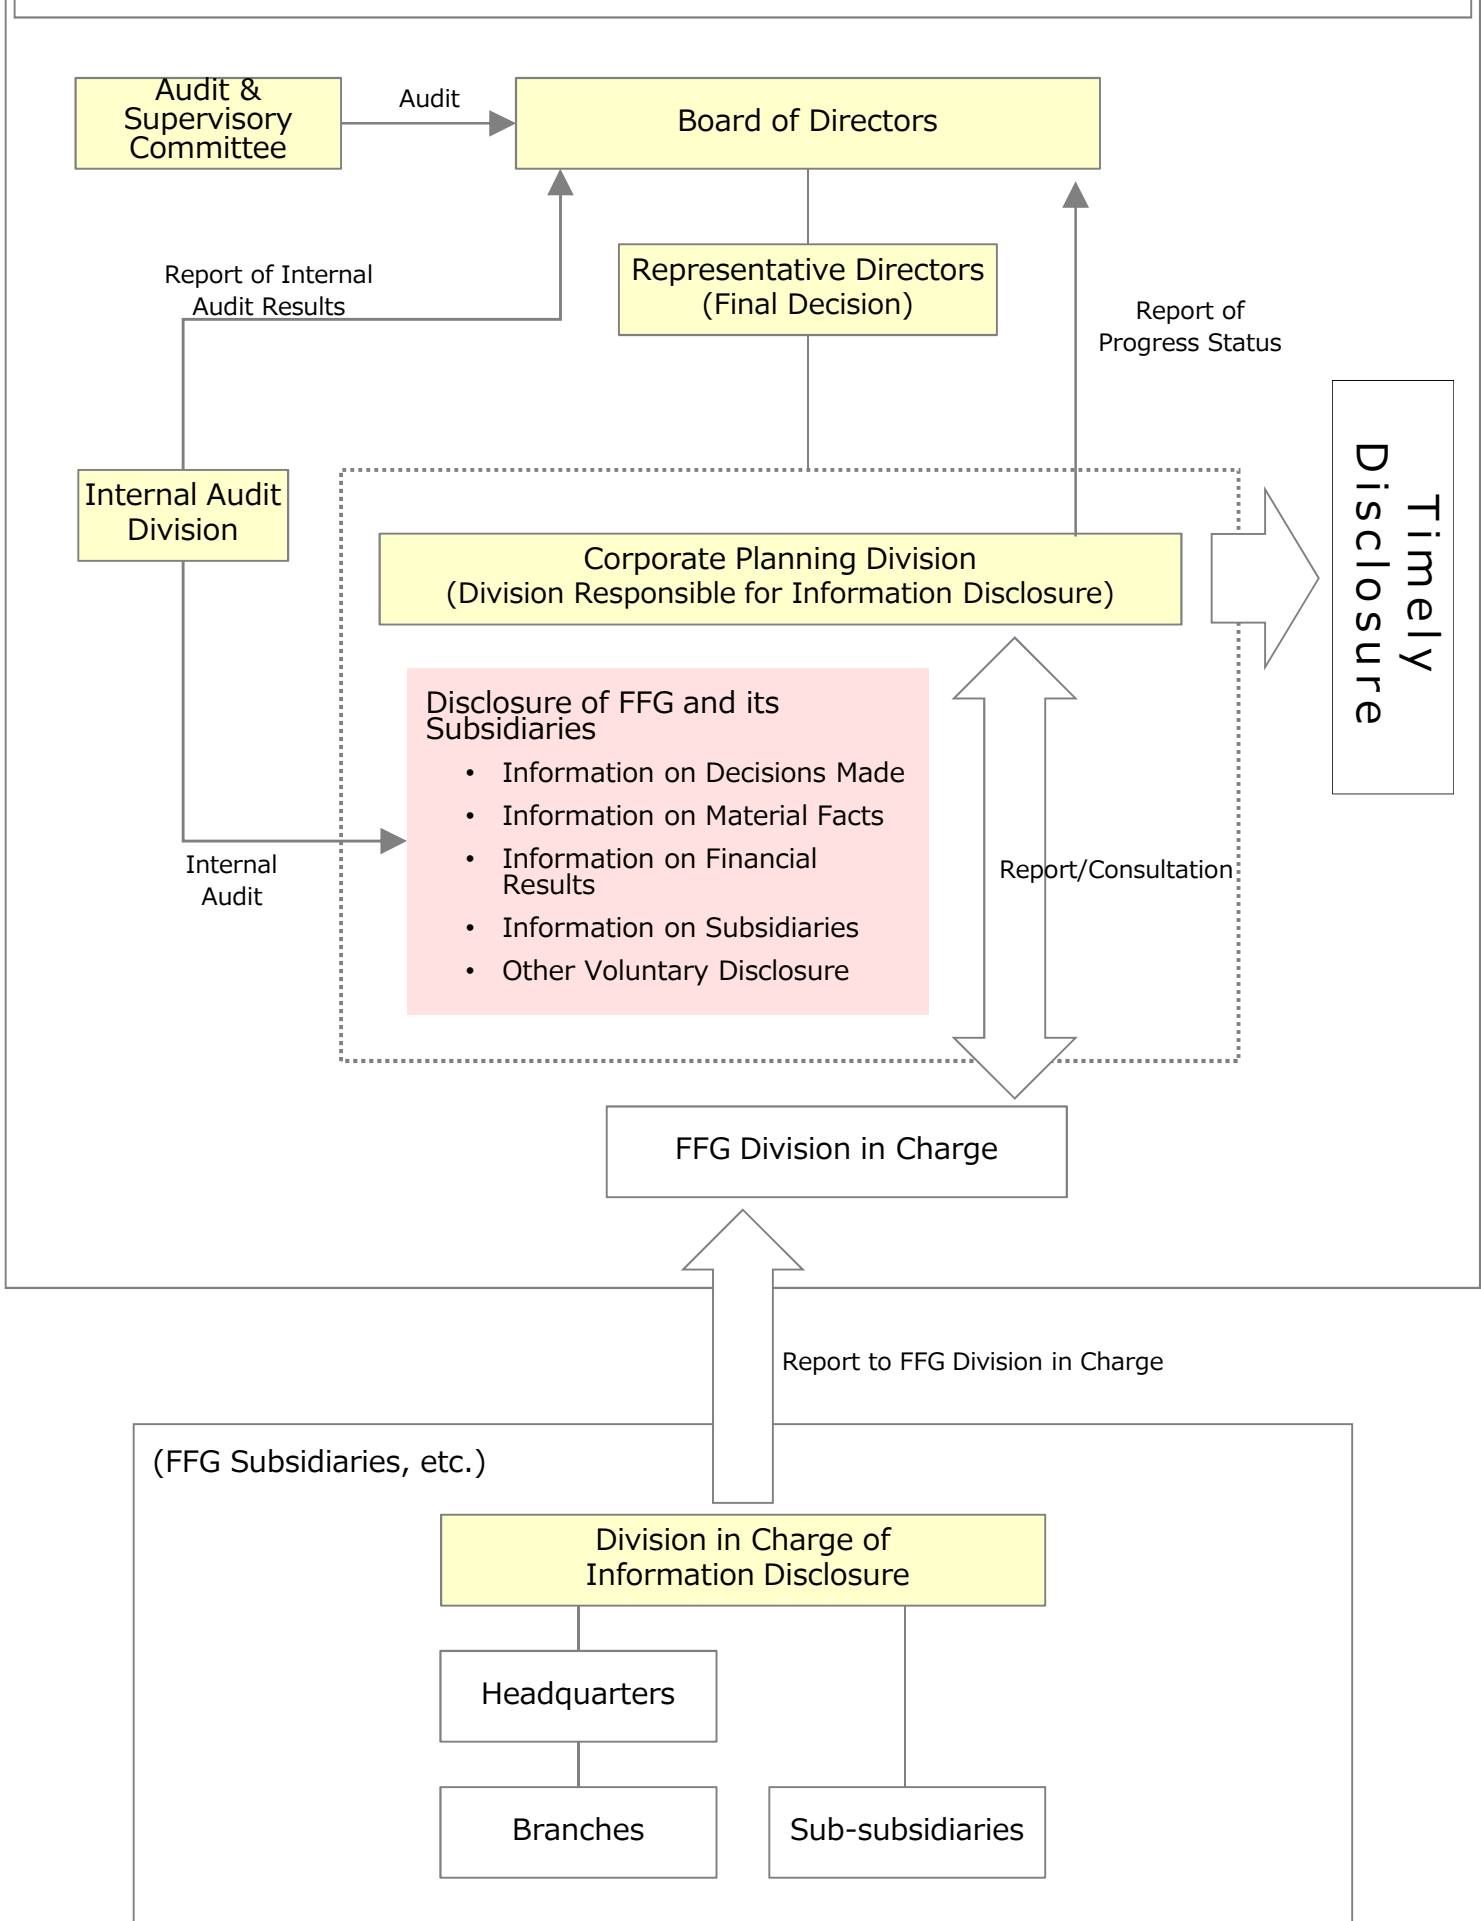 Audit &
Supervisory
Committee
Audit
Board of Directors
Report of Internal
Audit Results
Representative Directors
(Final Decision)
Report of
Progress Status
Internal Audit
Division
Corporate Planning Division
(Division Responsible for Information Disclosure)
Timely
Disclosure
Disclosure of FFG and its
Subsidiaries
• Information on Decisions Made
• Information on Material Facts
• Information on Financial
Results
• Information on Subsidiaries
• Other Voluntary Disclosure
Internal
Audit
Report/Consultation
FFG Division in Charge
Report to FFG Division in Charge
(FFG Subsidiaries, etc.)
Division in Charge of
Information Disclosure
Headquarters
Branches
Sub-subsidiaries